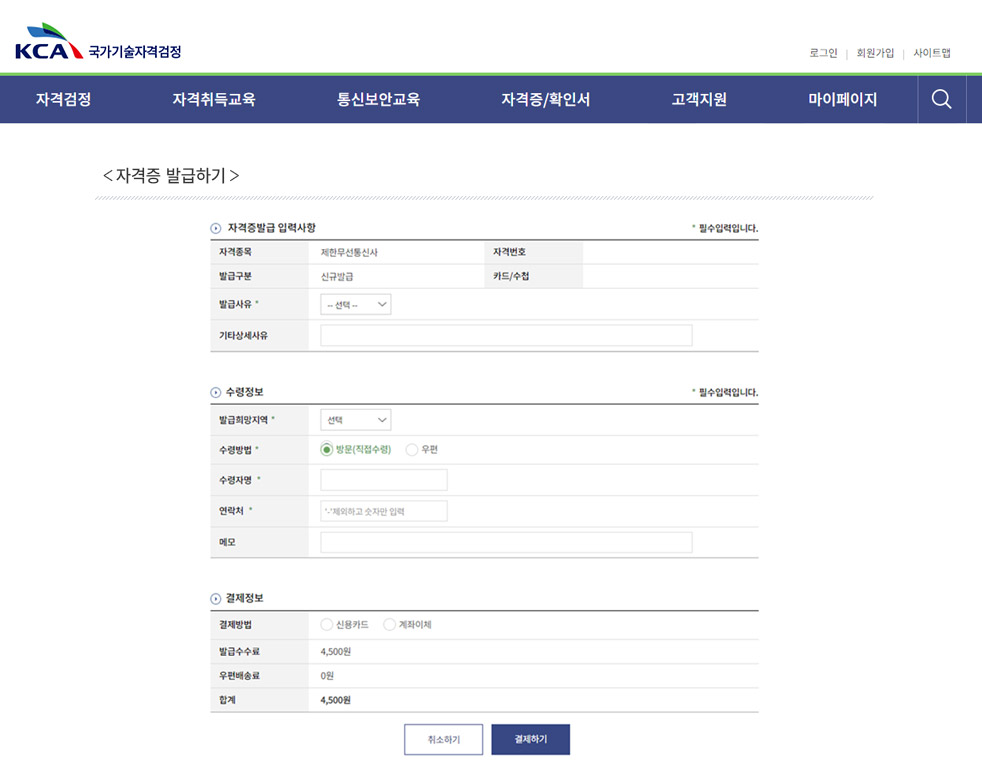 KCA 국가기술자격검정
로그인 | 회원가입 | 사이트맵
자격검정 자격취득교육 통신보안교육 자격증/확인서 고객지원 마이페이지
<자격증 발급하기>
자격증발급 입력사항 * 필수입력입니다.
자격종목 제한무선통신사 자격번호
발급구분 신규발급 카드/수첩
발급사유 * -- 선택 --
기타상세사유
수령정보 * 필수입력입니다.
발급희망지역 * 선택
수령방법 * 방문(직접수령) 우편
수령자명 *
연락처 * '-'제외하고 숫자만 입력
메모
결제정보
결제방법 신용카드 계좌이체
발급수수료 4,500원
우편배송료 0원
합계 4,500원
취소하기 결제하기